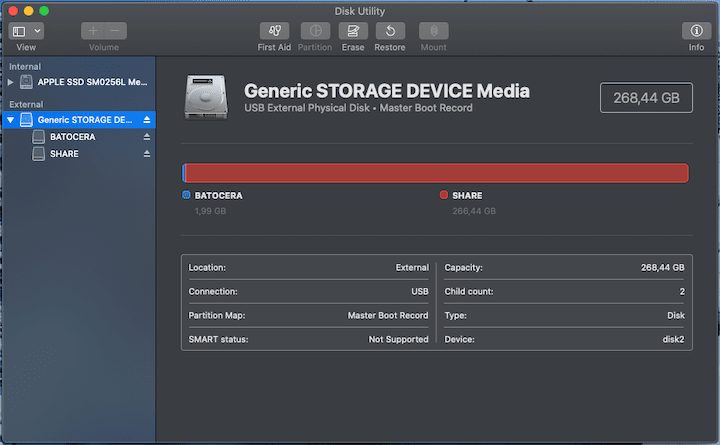 Disk Utility
View
Volume
First Aid
Partition
Erase
Restore
Mount
Info
Internal
APPLE SSD SM0256L Me...
External
Generic STORAGE DE...
BATOCERA
SHARE
Generic STORAGE DEVICE Media
USB External Physical Disk • Master Boot Record
268,44 GB
BATOCERA
1,99 GB
SHARE
266,44 GB
Location: External
Capacity: 268,44 GB
Connection: USB
Child count: 2
Partition Map: Master Boot Record
Type: Disk
SMART status: Not Supported
Device: disk2